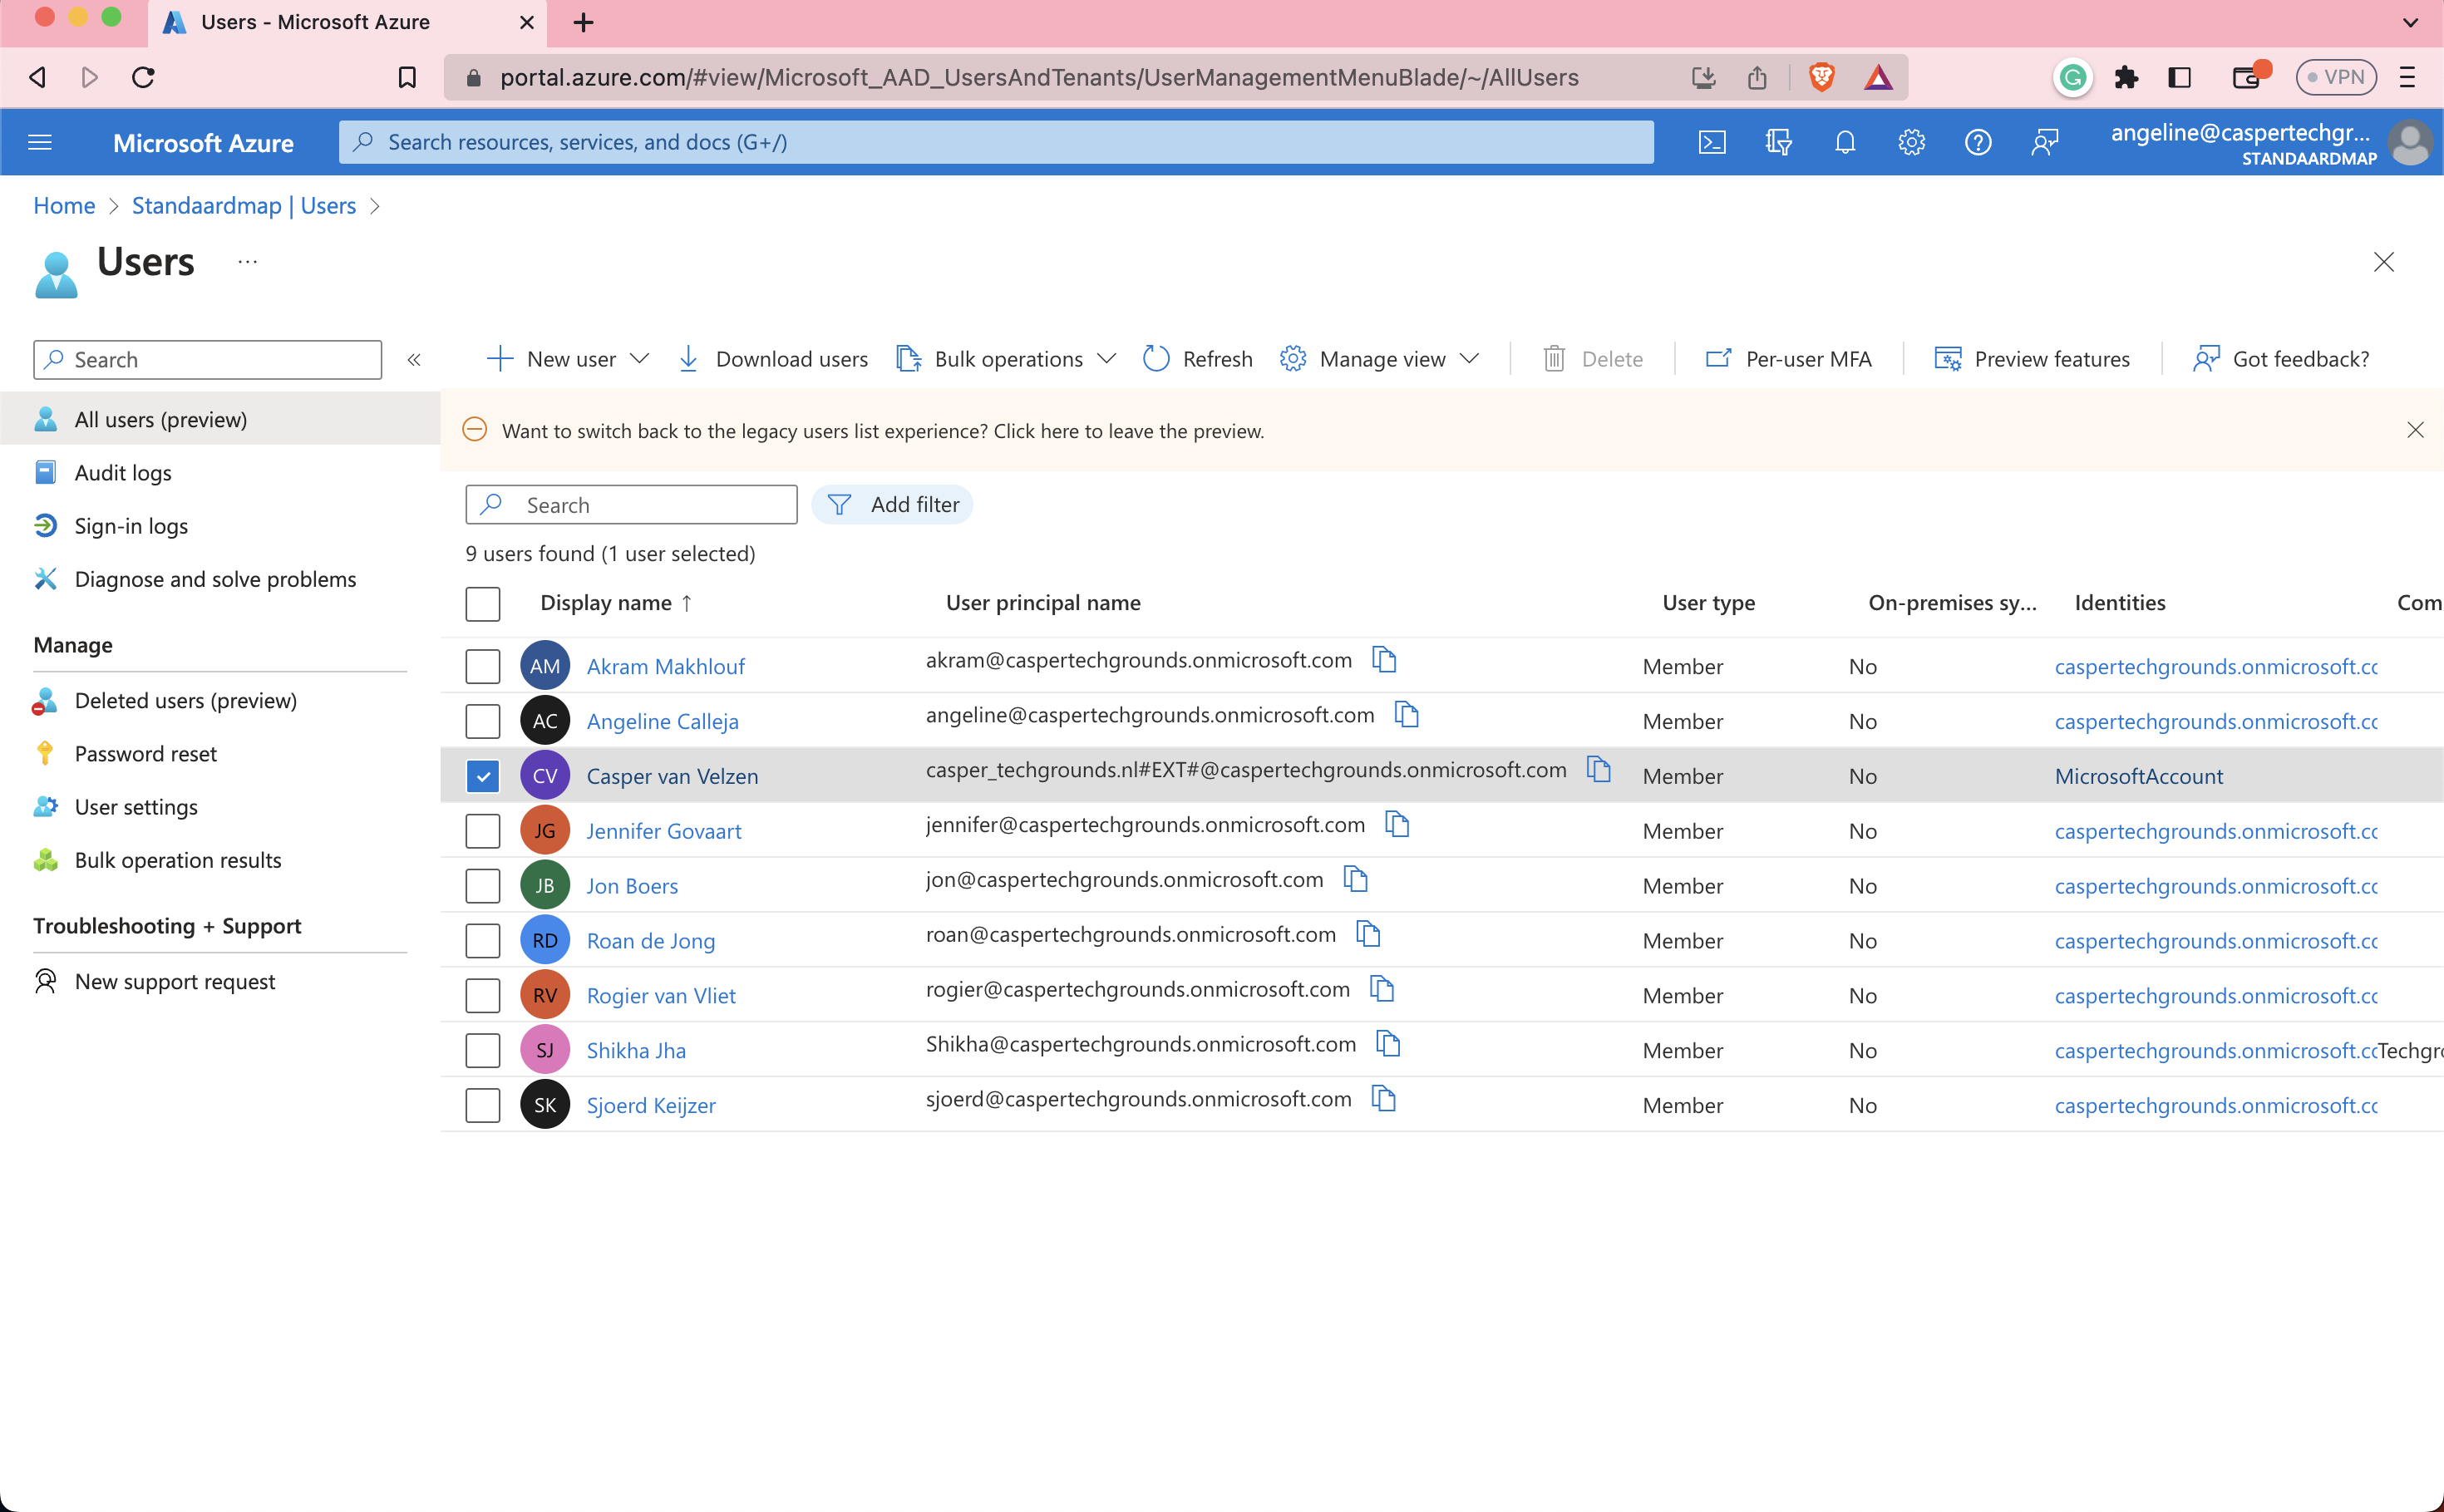 Users - Microsoft Azure
portal.azure.com/#view/Microsoft_AAD_UsersAndTenants/UserManagementMenuBlade/~/AllUsers
VPN
Microsoft Azure
Search resources, services, and docs (G+/)
angeline@caspertechgr...
STANDAARDMAP
Home > Standaardmap | Users >
Users ...
Search
«
New user
Download users
Bulk operations
Refresh
Manage view
Delete
Per-user MFA
Preview features
Got feedback?
All users (preview)
Audit logs
Sign-in logs
Diagnose and solve problems
Manage
Deleted users (preview)
Password reset
User settings
Bulk operation results
Troubleshooting + Support
New support request
Want to switch back to the legacy users list experience? Click here to leave the preview.
Search
Add filter
9 users found (1 user selected)
Display name ↑ User principal name User type On-premises sy... Identities Com
AM Akram Makhlouf akram@caspertechgrounds.onmicrosoft.com Member No caspertechgrounds.onmicrosoft.cc
AC Angeline Calleja angeline@caspertechgrounds.onmicrosoft.com Member No caspertechgrounds.onmicrosoft.cc
CV Casper van Velzen casper_techgrounds.nl#EXT#@caspertechgrounds.onmicrosoft.com Member No MicrosoftAccount
JG Jennifer Govaart jennifer@caspertechgrounds.onmicrosoft.com Member No caspertechgrounds.onmicrosoft.cc
JB Jon Boers jon@caspertechgrounds.onmicrosoft.com Member No caspertechgrounds.onmicrosoft.cc
RD Roan de Jong roan@caspertechgrounds.onmicrosoft.com Member No caspertechgrounds.onmicrosoft.cc
RV Rogier van Vliet rogier@caspertechgrounds.onmicrosoft.com Member No caspertechgrounds.onmicrosoft.cc
SJ Shikha Jha Shikha@caspertechgrounds.onmicrosoft.com Member No caspertechgrounds.onmicrosoft.cc Techgr
SK Sjoerd Keijzer sjoerd@caspertechgrounds.onmicrosoft.com Member No caspertechgrounds.onmicrosoft.cc